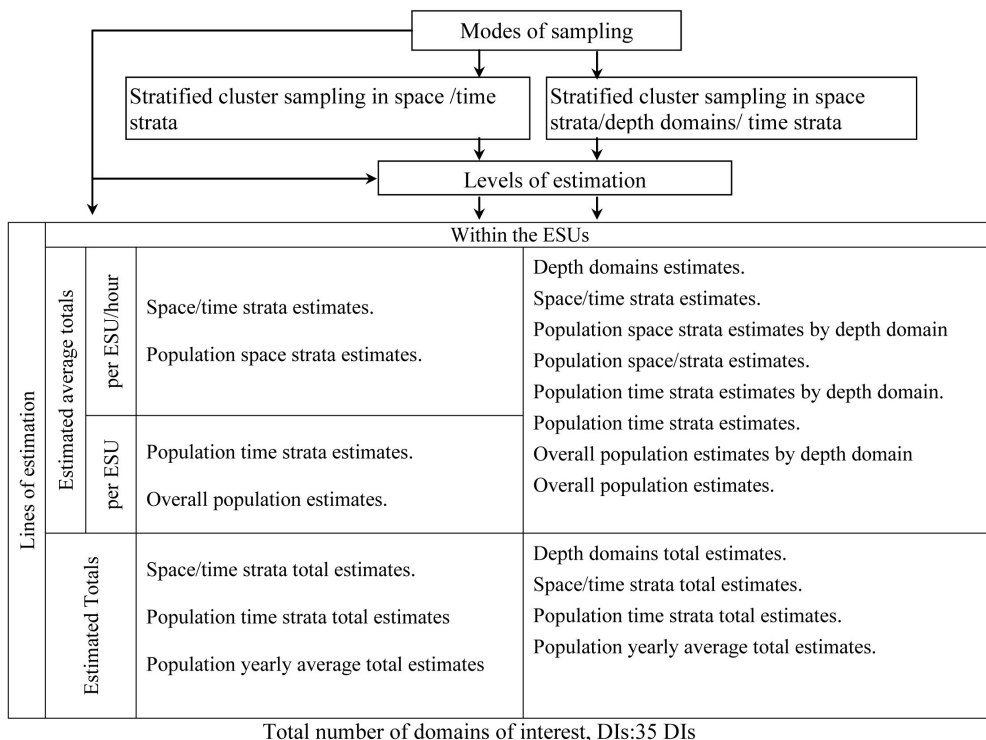 Modes of sampling
Stratified cluster sampling in space /time
strata
Stratified cluster sampling in space
strata/depth domains/ time strata
Levels of estimation
Within the ESUs
Lines of estimation
Estimated average totals
per ESU/hour
Space/time strata estimates.
Population space strata estimates.
per ESU
Population time strata estimates.
Overall population estimates.
Depth domains estimates.
Space/time strata estimates.
Population space strata estimates by depth domain
Population space/strata estimates.
Population time strata estimates by depth domain.
Population time strata estimates.
Overall population estimates by depth domain
Overall population estimates.
Estimated Totals
Space/time strata total estimates.
Population time strata total estimates
Population yearly average total estimates
Depth domains total estimates.
Space/time strata total estimates.
Population time strata total estimates.
Population yearly average total estimates.
Total number of domains of interest, DIs:35 DIs